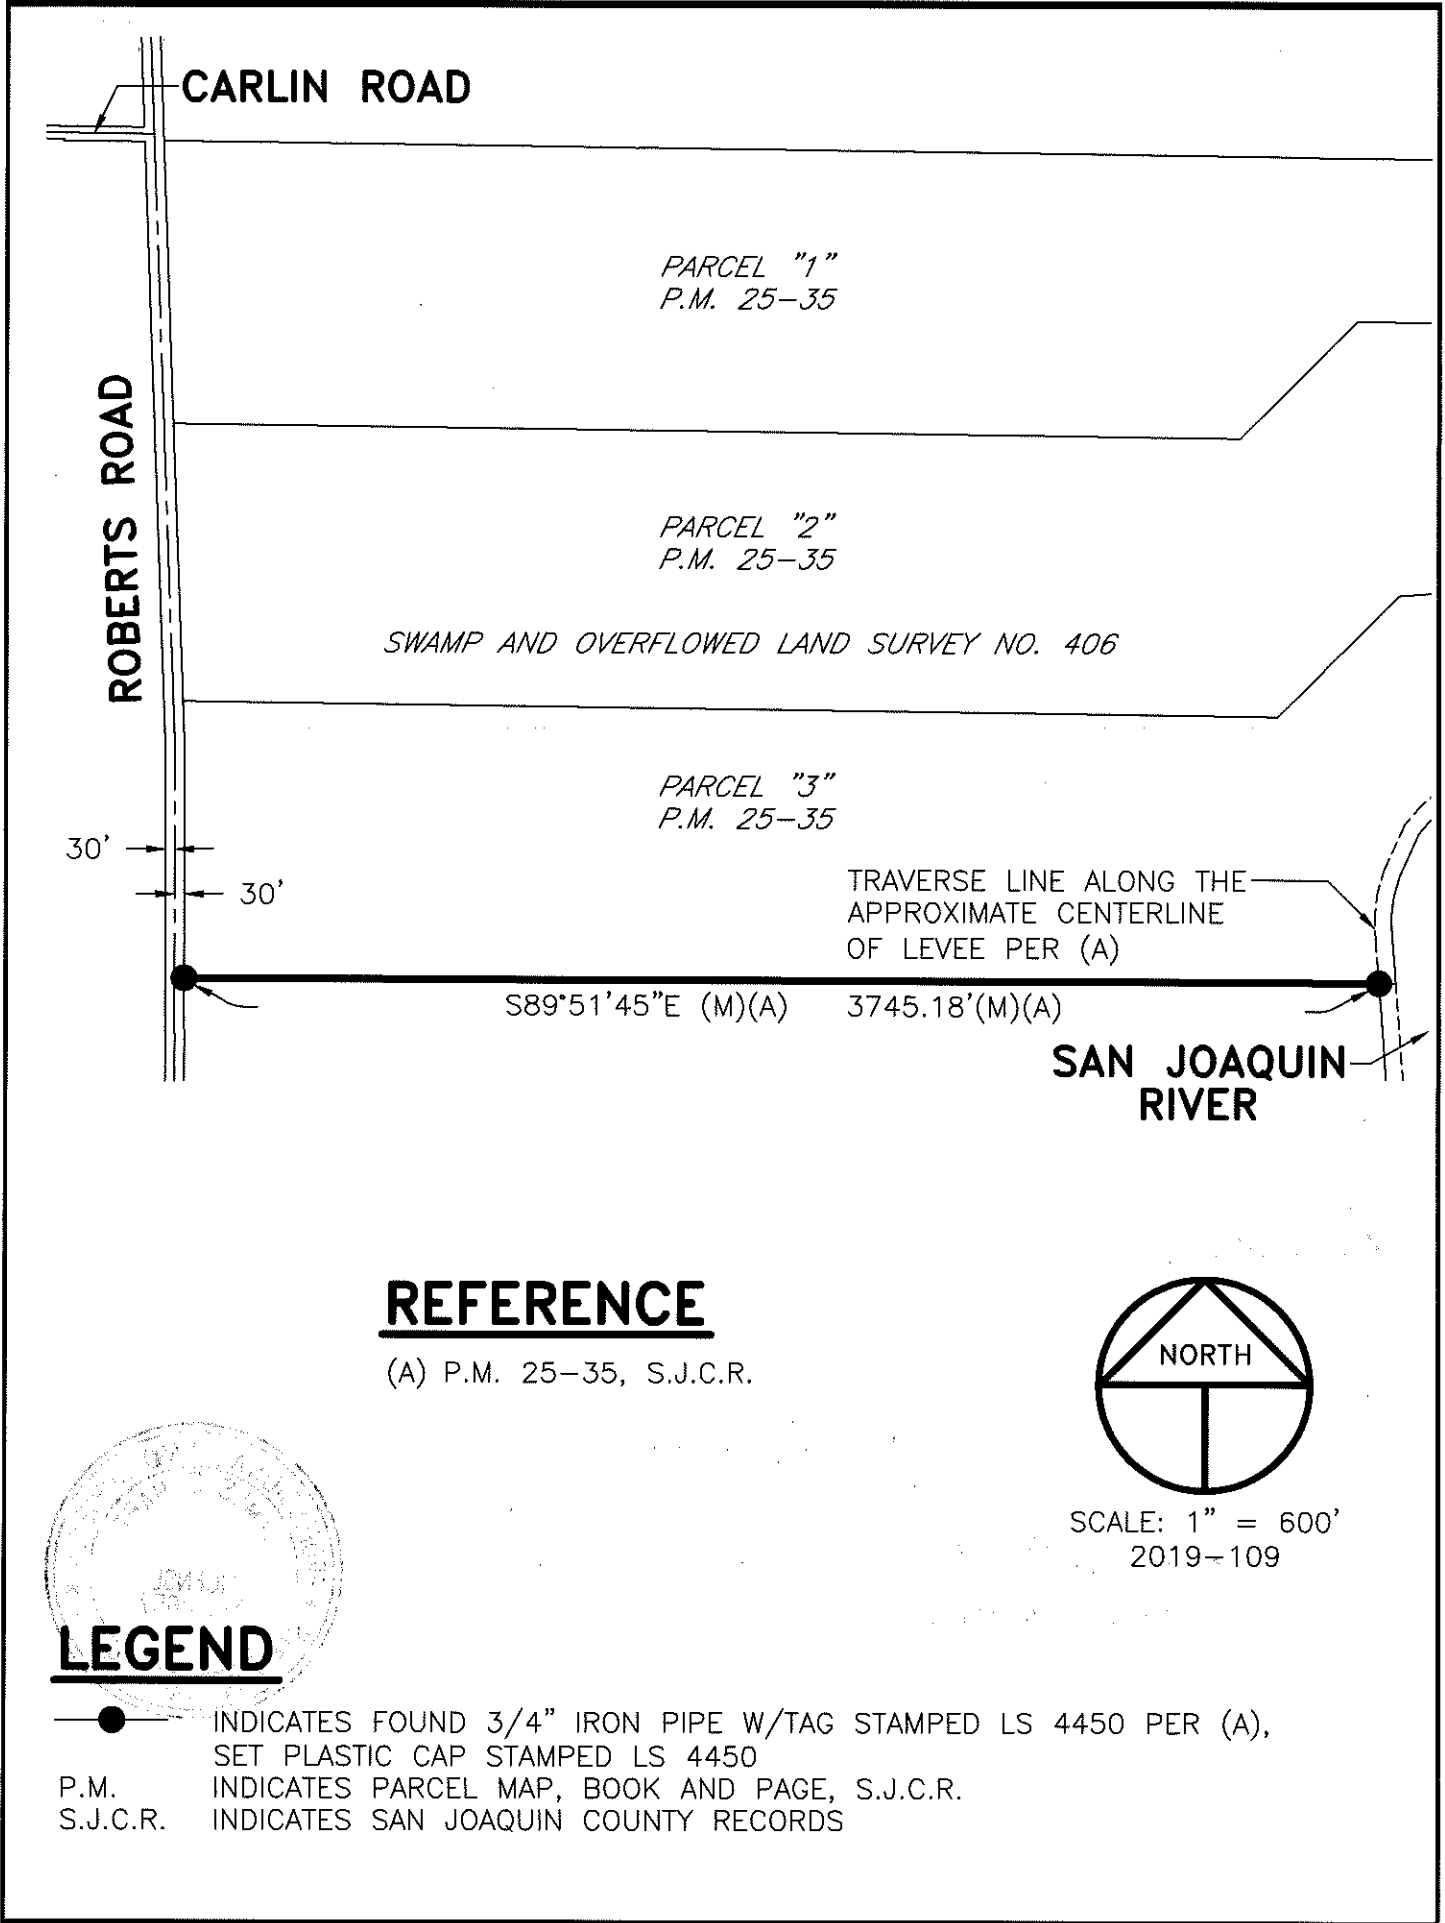 CARLIN ROAD
PARCEL "1"
P.M. 25-35
ROBERTS ROAD
PARCEL "2"
P.M. 25-35
SWAMP AND OVERFLOWED LAND SURVEY NO. 406
PARCEL "3"
P.M. 25-35
30'
30'
TRAVERSE LINE ALONG THE
APPROXIMATE CENTERLINE
OF LEVEE PER (A)
S89°51'45"E (M)(A) 3745.18'(M)(A)
SAN JOAQUIN
RIVER
REFERENCE
(A) P.M. 25-35, S.J.C.R.
NORTH
SCALE: 1" = 600'
2019-109
LEGEND
INDICATES FOUND 3/4" IRON PIPE W/TAG STAMPED LS 4450 PER (A),
SET PLASTIC CAP STAMPED LS 4450
P.M. INDICATES PARCEL MAP, BOOK AND PAGE, S.J.C.R.
S.J.C.R. INDICATES SAN JOAQUIN COUNTY RECORDS